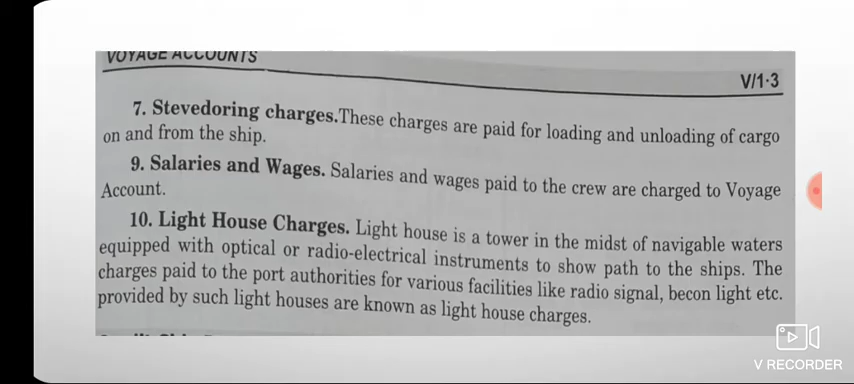 VOYAGE ACCOUNTS
V/1·3
7. Stevedoring charges.These charges are paid for loading and unloading of cargo
on and from the ship.
9. Salaries and Wages. Salaries and wages paid to the crew are charged to Voyage
Account.
10. Light House Charges. Light house is a tower in the midst of navigable waters
equipped with optical or radio-electrical instruments to show path to the ships. The
charges paid to the port authorities for various facilities like radio signal, becon light etc.
provided by such light houses are known as light house charges.
V RECORDER